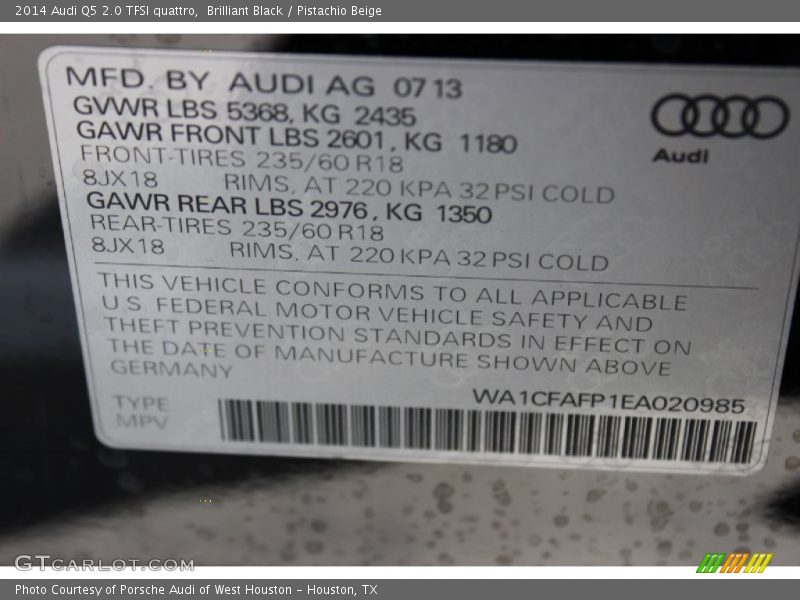 2014 Audi Q5 2.0 TFSI quattro,  Brilliant Black / Pistachio Beige
MFD. BY AUDI AG 07 13
GVWR LBS 5368, KG 2435
GAWR FRONT LBS 2601, KG 1180
FRONT-TIRES 235/60 R18
8JX18 RIMS, AT 220 KPA 32 PSI COLD
GAWR REAR LBS 2976, KG 1350
REAR-TIRES 235/60 R18
8JX18 RIMS, AT 220 KPA 32 PSI COLD
Audi
THIS VEHICLE CONFORMS TO ALL APPLICABLE
U.S. FEDERAL MOTOR VEHICLE SAFETY AND
THEFT PREVENTION STANDARDS IN EFFECT ON
THE DATE OF MANUFACTURE SHOWN ABOVE
GERMANY
WA1CFAFP1EA020985
TYPE
MPV
GTCARLOT.COM
Photo Courtesy of Porsche Audi of West Houston - Houston, TX